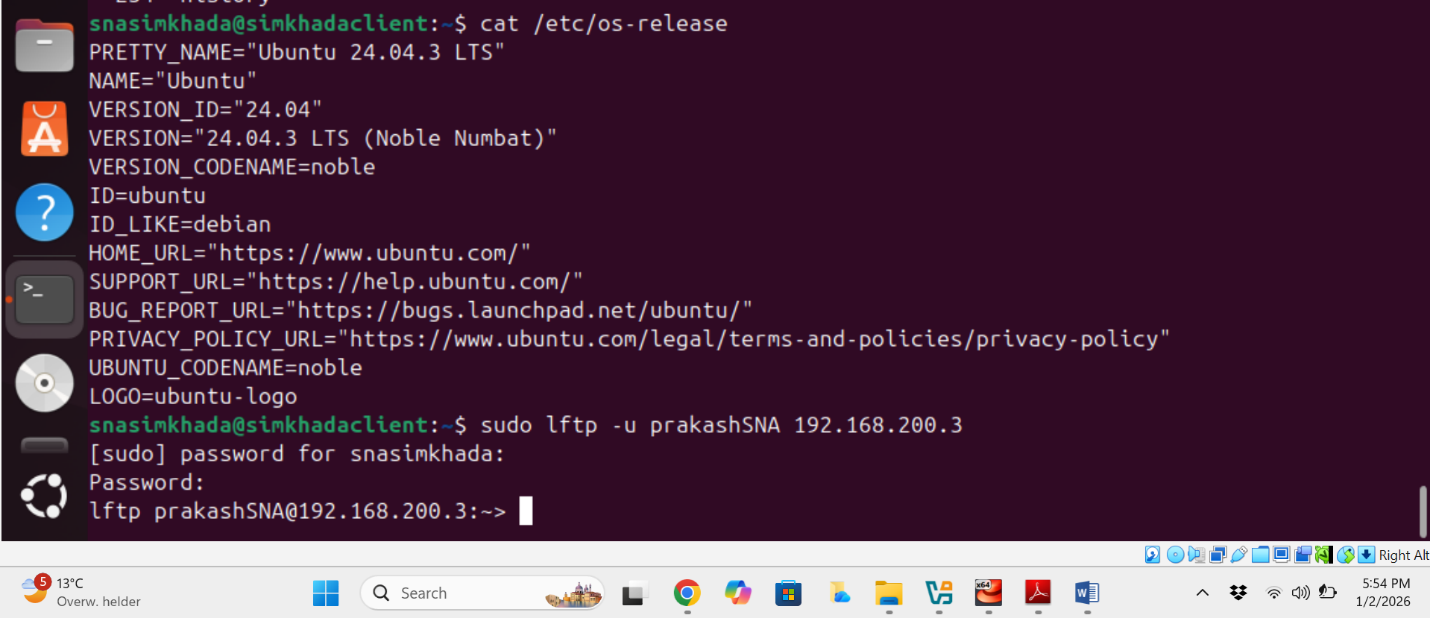 snasimkhada@simkhadaclient:~$ cat /etc/os-release
PRETTY_NAME="Ubuntu 24.04.3 LTS"
NAME="Ubuntu"
VERSION_ID="24.04"
VERSION="24.04.3 LTS (Noble Numbat)"
VERSION_CODENAME=noble
ID=ubuntu
ID_LIKE=debian
HOME_URL="https://www.ubuntu.com/"
SUPPORT_URL="https://help.ubuntu.com/"
BUG_REPORT_URL="https://bugs.launchpad.net/ubuntu/"
PRIVACY_POLICY_URL="https://www.ubuntu.com/legal/terms-and-policies/privacy-policy"
UBUNTU_CODENAME=noble
LOGO=ubuntu-logo
snasimkhada@simkhadaclient:~$ sudo lftp -u prakashSNA 192.168.200.3
[sudo] password for snasimkhada:
Password:
lftp prakashSNA@192.168.200.3:~>
Right Alt
5
13°C
Overw. helder
Search
x64
W
5:54 PM
1/2/2026